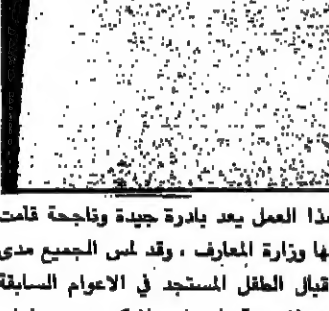 هذا العمل يعد بادرة جيدة وناجحة قامت
بها وزارة المعارف ، وقد لمس الجميع مدى
قبال الطفل المستجد في الاعوام السابقة